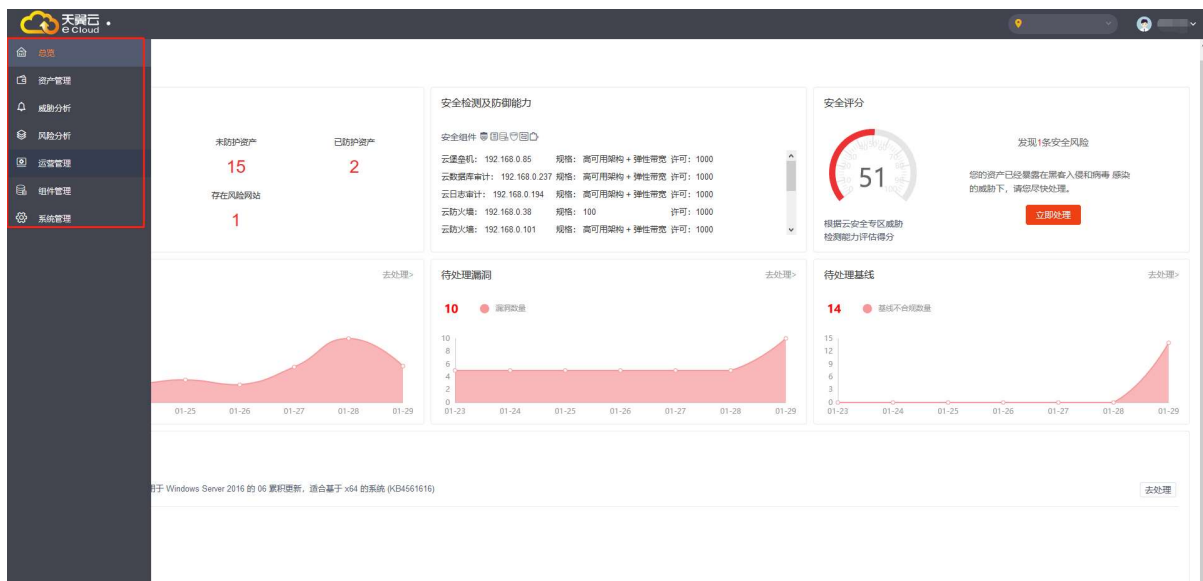 天翼云
e Cloud
总览
资产管理
威胁分析
风险分析
运营管理
组件管理
系统管理
未防护资产
已防护资产
15
2
存在风险网站
1
安全检测及防御能力
安全组件
云堡垒机: 192.168.0.85 规格: 高可用架构 + 弹性带宽 许可: 1000
云数据库审计: 192.168.0.237 规格: 高可用架构 + 弹性带宽 许可: 1000
云日志审计: 192.168.0.194 规格: 高可用架构 + 弹性带宽 许可: 1000
云防火墙: 192.168.0.38 规格: 100 许可: 1000
云防火墙: 192.168.0.101 规格: 高可用架构 + 弹性带宽 许可: 1000
安全评分
51
根据云安全专区威胁
检测能力评估得分
发现1条安全风险
您的资产已经暴露在黑客入侵和病毒 感染
的威胁下，请您尽快处理。
立即处理
去处理>
01-25 01-26 01-27 01-28 01-29
待处理漏洞
去处理>
10 漏洞数量
10
8
6
4
2
0
01-23 01-24 01-25 01-26 01-27 01-28 01-29
待处理基线
去处理>
14 基线不合规数量
15
12
9
6
3
0
01-23 01-24 01-25 01-26 01-27 01-28 01-29
用于 Windows Server 2016 的 06 累积更新，适合基于 x64 的系统 (KB4561616)
去处理